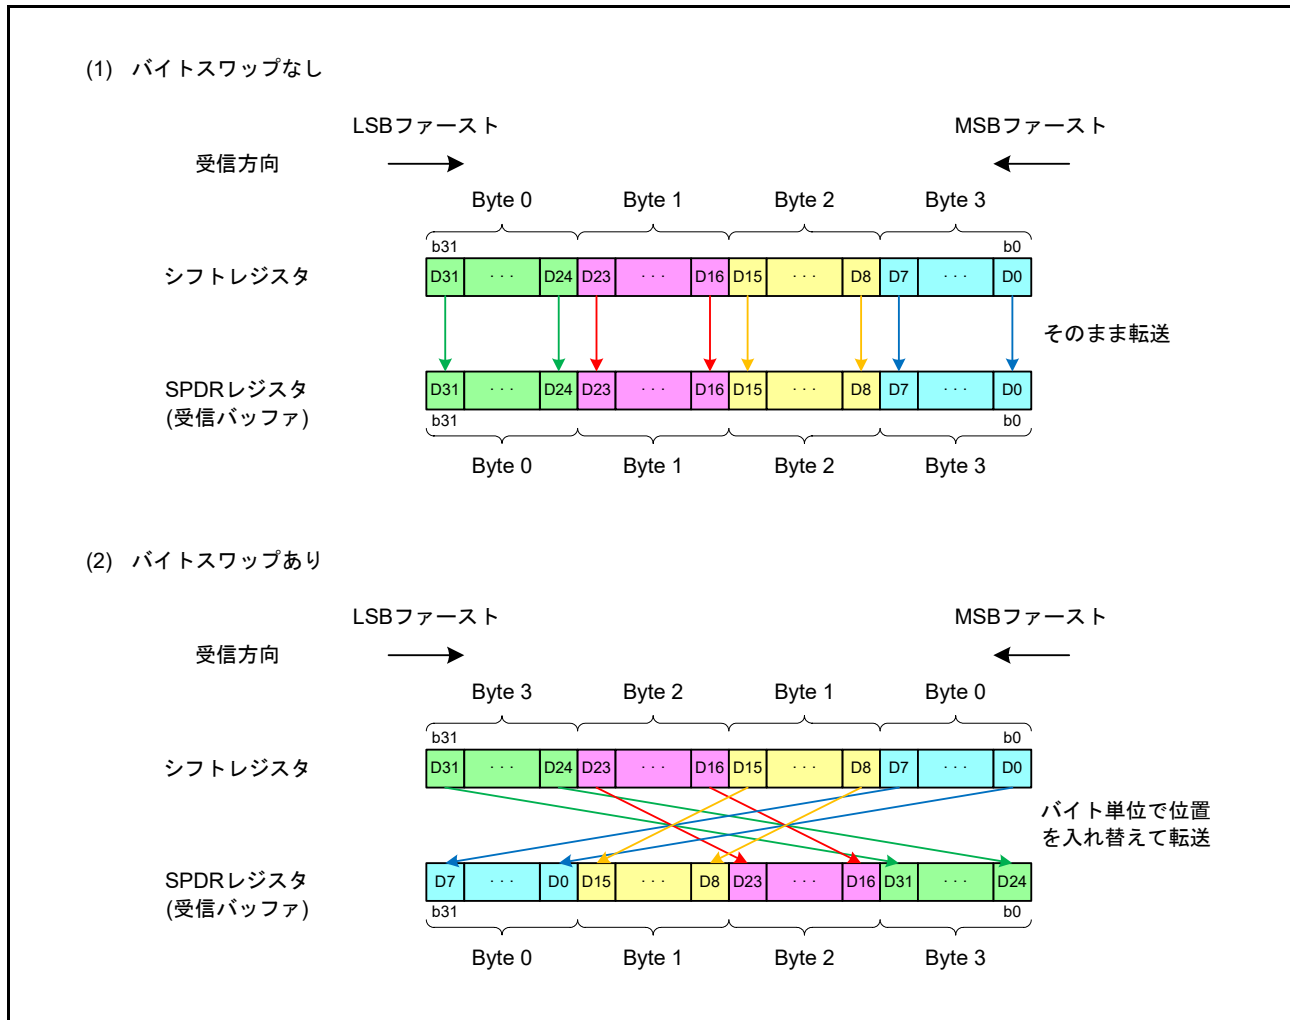 (1) バイトスワップなし
LSBファースト MSBファースト
受信方向
Byte 0 Byte 1 Byte 2 Byte 3
b31 b0
シフトレジスタ D31 ··· D24 D23 ··· D16 D15 ··· D8 D7 ··· D0
そのまま転送
SPDRレジスタ D31 ··· D24 D23 ··· D16 D15 ··· D8 D7 ··· D0
(受信バッファ) b31 b0
Byte 0 Byte 1 Byte 2 Byte 3
(2) バイトスワップあり
LSBファースト MSBファースト
受信方向
Byte 3 Byte 2 Byte 1 Byte 0
b31 b0
シフトレジスタ D31 ··· D24 D23 ··· D16 D15 ··· D8 D7 ··· D0
バイト単位で位置
を入れ替えて転送
SPDRレジスタ D7 ··· D0 D15 ··· D8 D23 ··· D16 D31 ··· D24
(受信バッファ) b31 b0
Byte 0 Byte 1 Byte 2 Byte 3